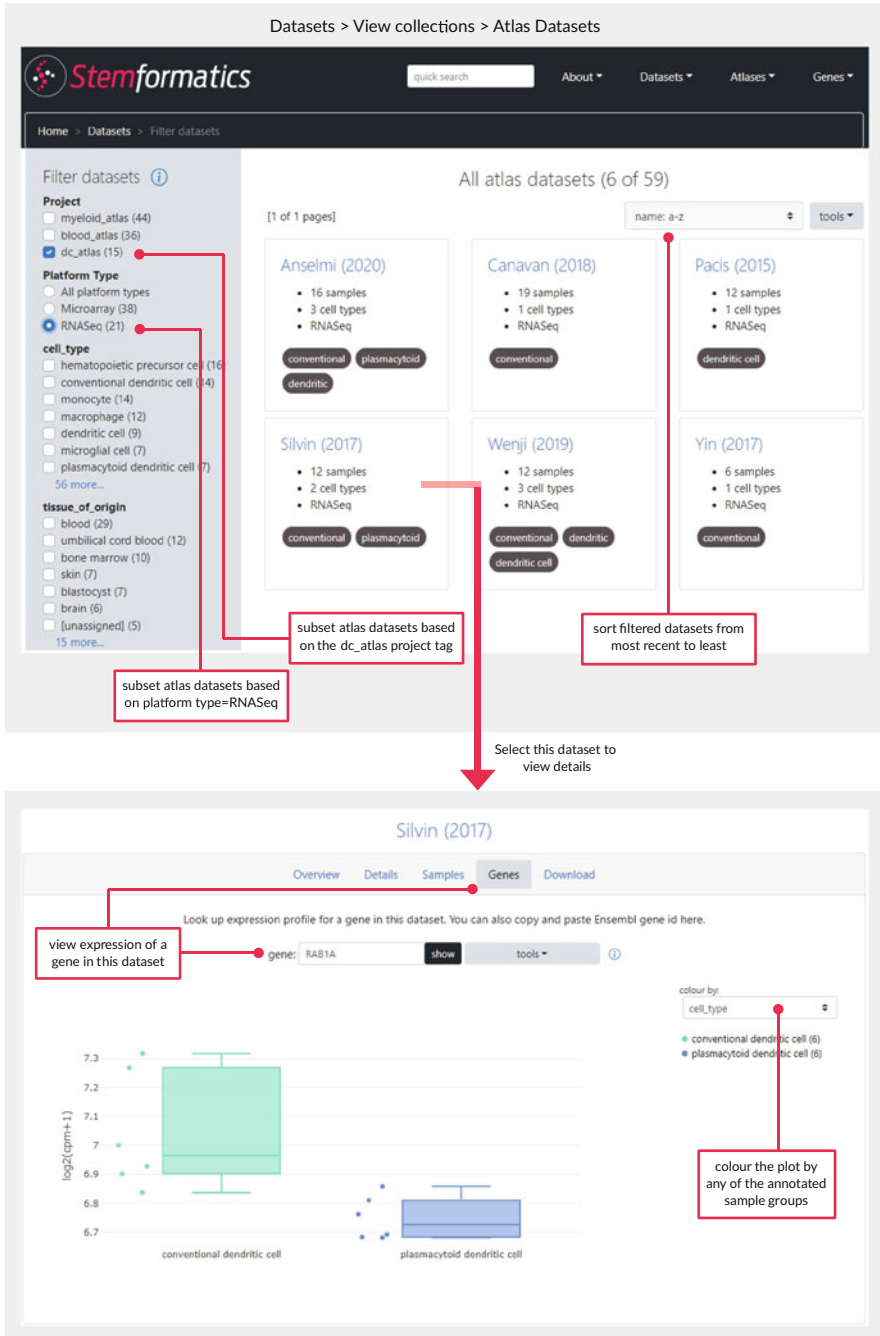 Datasets > View collections > Atlas Datasets
Stemformatics
quick search
About
Datasets
Atlases
Genes
Home > Datasets > Filter datasets
Filter datasets i
Project
myeloid_atlas (44)
blood_atlas (36)
dc_atlas (15)
Platform Type
All platform types
Microarray (38)
RNASeq (21)
cell_type
hematopoietic precursor cell (16
conventional dendritic cell (14)
monocyte (14)
macrophage (12)
dendritic cell (9)
microglial cell (7)
plasmacytoid dendritic cell (7)
56 more...
tissue_of_origin
blood (29)
umbilical cord blood (12)
bone marrow (10)
skin (7)
blastocyst (7)
brain (6)
[unassigned] (5)
15 more...
All atlas datasets (6 of 59)
[1 of 1 pages]
name: a-z
tools
Anselmi (2020)
• 16 samples
• 3 cell types
• RNASeq
conventional plasmacytoid
dendritic
Canavan (2018)
• 19 samples
• 1 cell types
• RNASeq
conventional
Pacis (2015)
• 12 samples
• 1 cell types
• RNASeq
dendritic cell
Silvin (2017)
• 12 samples
• 2 cell types
• RNASeq
conventional plasmacytoid
Wenji (2019)
• 12 samples
• 3 cell types
• RNASeq
conventional dendritic
dendritic cell
Yin (2017)
• 6 samples
• 1 cell types
• RNASeq
conventional
subset atlas datasets based
on the dc_atlas project tag
sort filtered datasets from
most recent to least
subset atlas datasets based
on platform type=RNASeq
Select this dataset to
view details
Silvin (2017)
Overview
Details
Samples
Genes
Download
Look up expression profile for a gene in this dataset. You can also copy and paste Ensembl gene id here.
view expression of a
gene in this dataset
gene: RAB1A
show
tools
i
colour by:
cell_type
conventional dendritic cell (6)
plasmacytoid dendritic cell (6)
colour the plot by
any of the annotated
sample groups
log2(cpm+1)
7.3
7.2
7.1
7
6.9
6.8
6.7
conventional dendritic cell
plasmacytoid dendritic cell